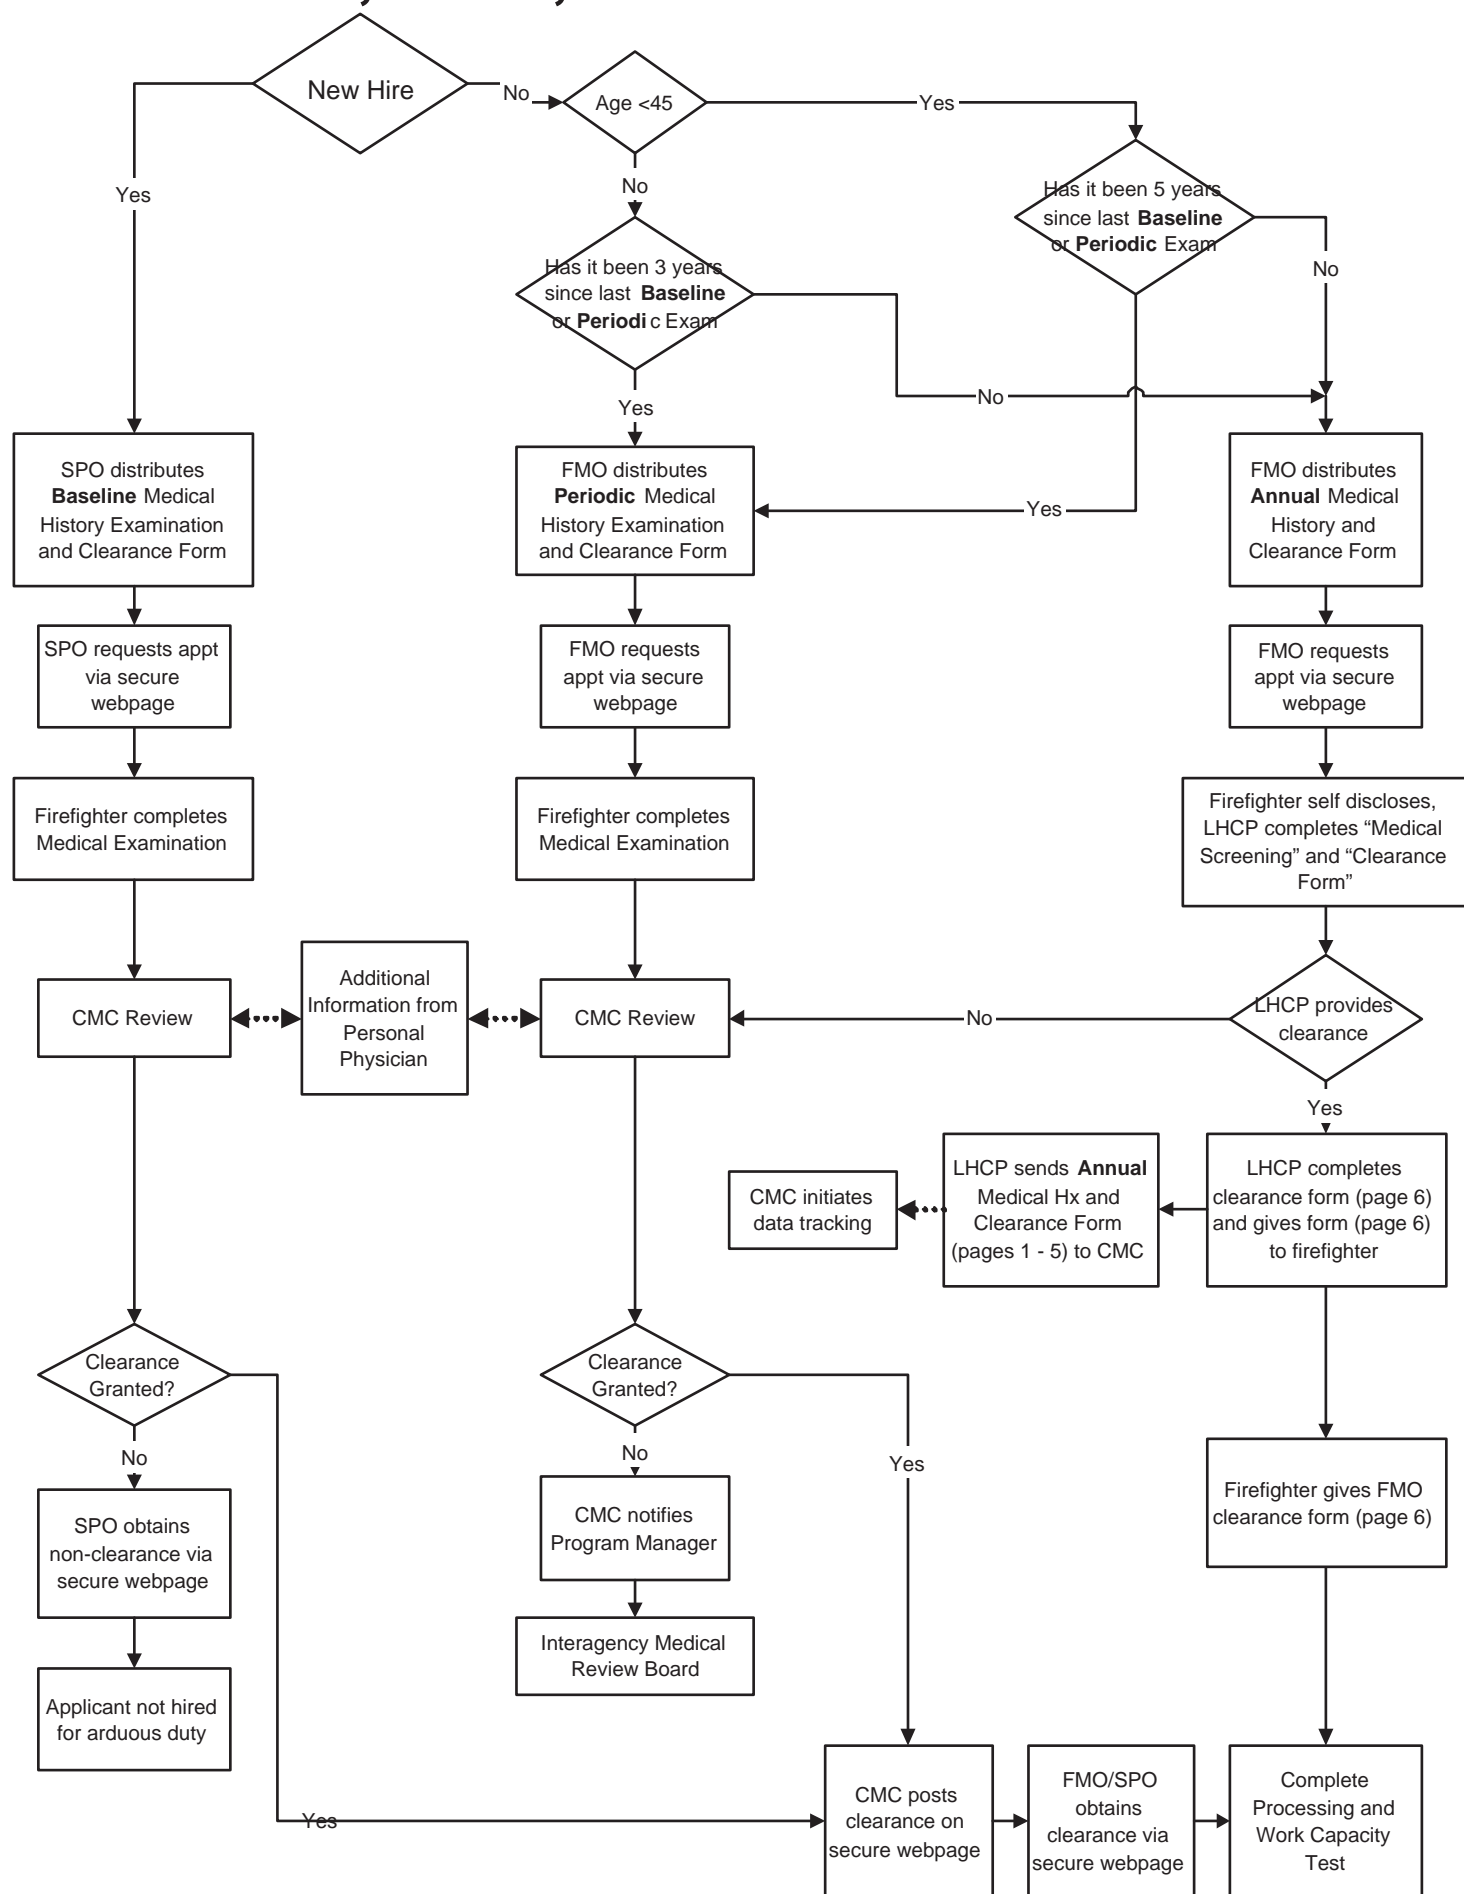 New Hire
No
Age <45
Yes
Yes
No
Has it been 5 years
since last Baseline
or Periodic Exam
No
Has it been 3 years
since last Baseline
or Periodi c Exam
No
Yes
SPO distributes
Baseline Medical
History Examination
and Clearance Form
FMO distributes
Periodic Medical
History Examination
and Clearance Form
Yes
FMO distributes
Annual Medical
History and
Clearance Form
SPO requests appt
via secure
webpage
FMO requests
appt via secure
webpage
FMO requests
appt via secure
webpage
Firefighter completes
Medical Examination
Firefighter completes
Medical Examination
Firefighter self discloses,
LHCP completes “Medical
Screening” and “Clearance
Form”
CMC Review
Additional
Information from
Personal
Physician
CMC Review
No
LHCP provides
clearance
Yes
CMC initiates
data tracking
LHCP sends Annual
Medical Hx and
Clearance Form
(pages 1 - 5) to CMC
LHCP completes
clearance form (page 6)
and gives form (page 6)
to firefighter
Clearance
Granted?
Clearance
Granted?
No
No
Yes
SPO obtains
non-clearance via
secure webpage
CMC notifies
Program Manager
Firefighter gives FMO
clearance form (page 6)
Interagency Medical
Review Board
Applicant not hired
for arduous duty
Yes
CMC posts
clearance on
secure webpage
FMO/SPO
obtains
clearance via
secure webpage
Complete
Processing and
Work Capacity
Test